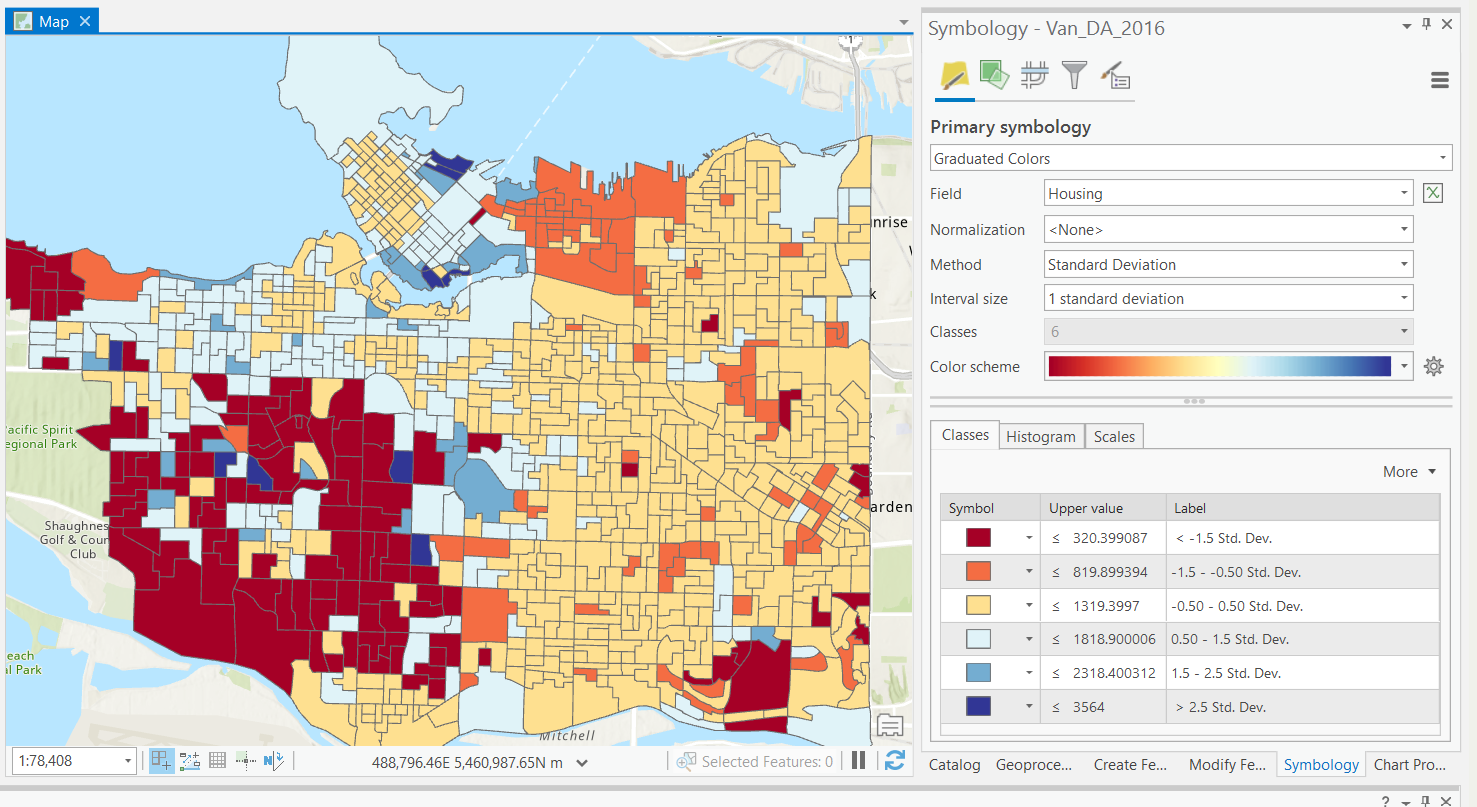 Map
Symbology - Van_DA_2016
Primary symbology
Graduated Colors
Field
Housing
Normalization
<None>
Method
Standard Deviation
Interval size
1 standard deviation
Classes
6
Color scheme
Classes
Histogram
Scales
More
Symbol Upper value Label
≤ 320.399087 < -1.5 Std. Dev.
≤ 819.899394 -1.5 - -0.50 Std. Dev.
≤ 1319.3997 -0.50 - 0.50 Std. Dev.
≤ 1818.900006 0.50 - 1.5 Std. Dev.
≤ 2318.400312 1.5 - 2.5 Std. Dev.
≤ 3564 > 2.5 Std. Dev.
1
nrise
k
arden
acific Spirit
egional Park
Shaughnes
Golf & Coun
Club
each
al Park
Mitchell
1:78,408
N
488,796.46E 5,460,987.65N m
Selected Features: 0
Catalog
Geoproce...
Create Fe...
Modify Fe...
Symbology
Chart Pro...
?